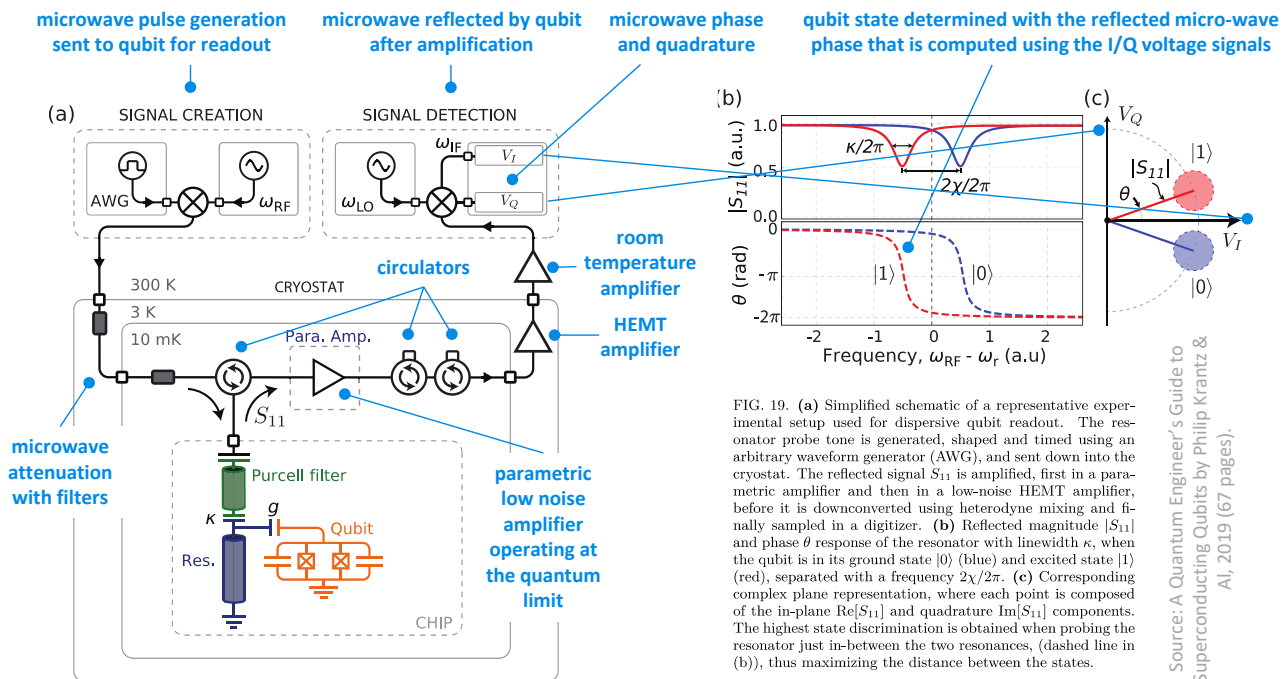 microwave pulse generation
sent to qubit for readout
microwave reflected by qubit
after amplification
microwave phase
and quadrature
qubit state determined with the reflected micro-wave
phase that is computed using the I/Q voltage signals
(a)
SIGNAL CREATION
AWG
ω_RF
SIGNAL DETECTION
ω_IF
V_I
V_Q
ω_LO
300 K
CRYOSTAT
3 K
10 mK
circulators
room
temperature
amplifier
HEMT
amplifier
Para. Amp.
S_11
microwave
attenuation
with filters
Purcell filter
κ
g
Qubit
Res.
CHIP
parametric
low noise
amplifier
operating at
the quantum
limit
(b)
|S_11| (a.u.)
1.0
0.5
0.0
κ/2π
2χ/2π
θ (rad)
0
-π
-2π
|1⟩
|0⟩
-2 -1 0 1 2
Frequency, ω_RF - ω_r (a.u)
(c)
V_Q
|1⟩
|S_11|
θ
V_I
|0⟩
FIG. 19. (a) Simplified schematic of a representative exper-
imental setup used for dispersive qubit readout. The res-
onator probe tone is generated, shaped and timed using an
arbitrary waveform generator (AWG), and sent down into the
cryostat. The reflected signal S_11 is amplified, first in a para-
metric amplifier and then in a low-noise HEMT amplifier,
before it is downconverted using heterodyne mixing and fi-
nally sampled in a digitizer. (b) Reflected magnitude |S_11|
and phase θ response of the resonator with linewidth κ, when
the qubit is in its ground state |0⟩ (blue) and excited state |1⟩
(red), separated with a frequency 2χ/2π. (c) Corresponding
complex plane representation, where each point is composed
of the in-plane Re[S_11] and quadrature Im[S_11] components.
The highest state discrimination is obtained when probing the
resonator just in-between the two resonances, (dashed line in
(b)), thus maximizing the distance between the states.
Source: A Quantum Engineer's Guide to
Superconducting Qubits by Philip Krantz &
Al, 2019 (67 pages).